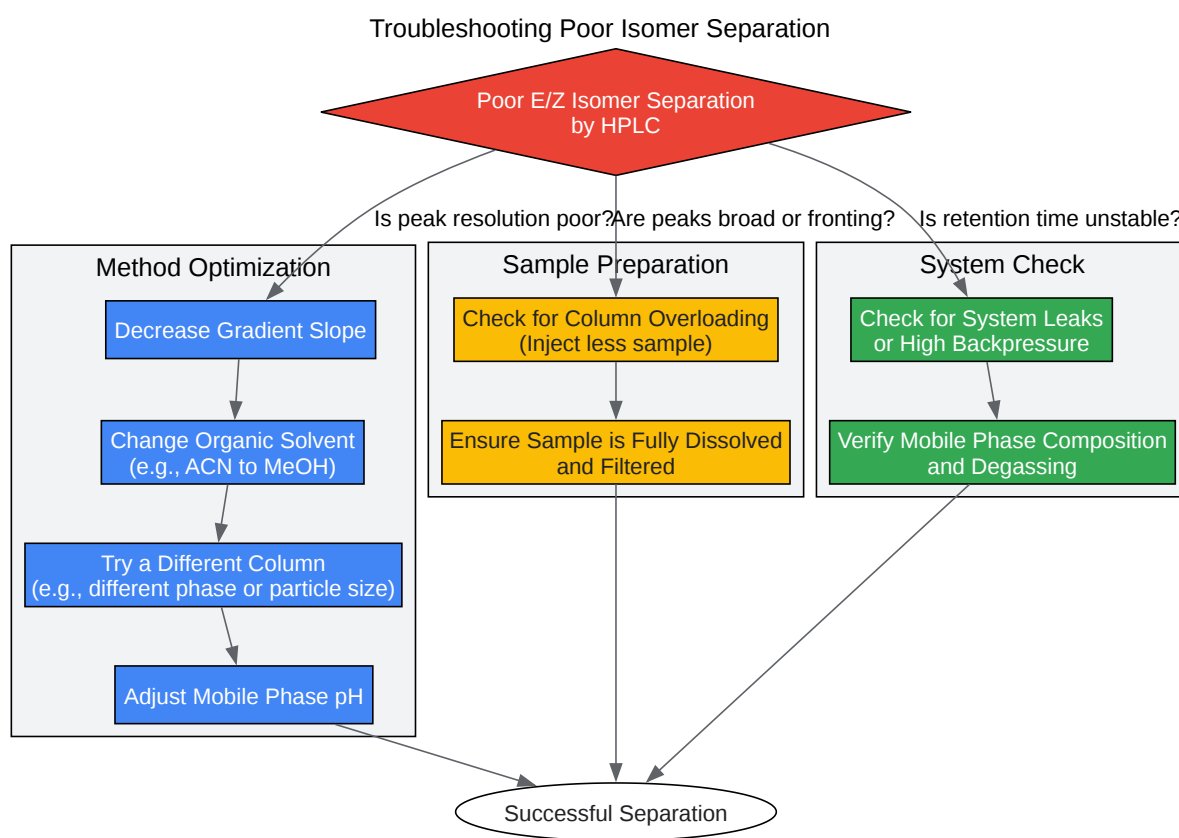 Troubleshooting Poor Isomer Separation
Poor E/Z Isomer Separation
by HPLC
Is peak resolution poor?
Are peaks broad or fronting?
Is retention time unstable?
Method Optimization
Decrease Gradient Slope
Change Organic Solvent
(e.g., ACN to MeOH)
Try a Different Column
(e.g., different phase or particle size)
Adjust Mobile Phase pH
Sample Preparation
Check for Column Overloading
(Inject less sample)
Ensure Sample is Fully Dissolved
and Filtered
System Check
Check for System Leaks
or High Backpressure
Verify Mobile Phase Composition
and Degassing
Successful Separation